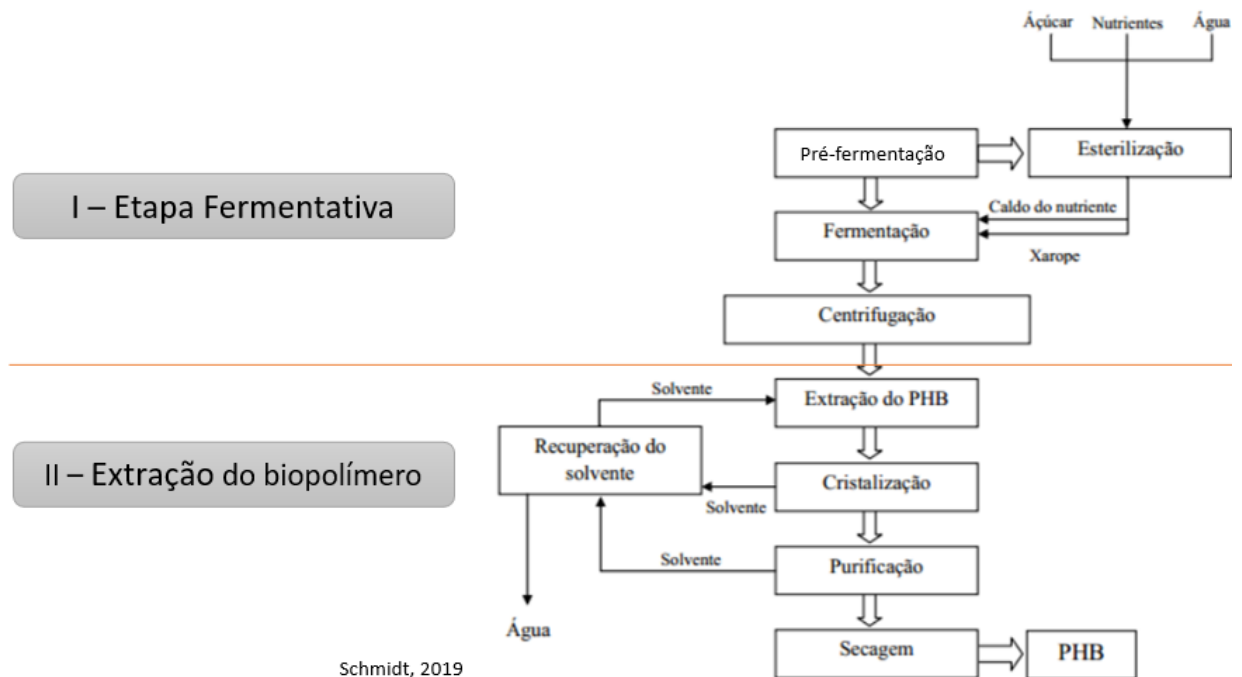 Áçúcar Nutrientes Água
Pré-fermentação
Esterilização
I – Etapa Fermentativa
Caldo do nutriente
Fermentação
Xarope
Centrifugação
Solvente
Extração do PHB
Recuperação do
solvente
II – Extração do biopolímero
Cristalização
Solvente
Solvente
Purificação
Água
Secagem
PHB
Schmidt, 2019